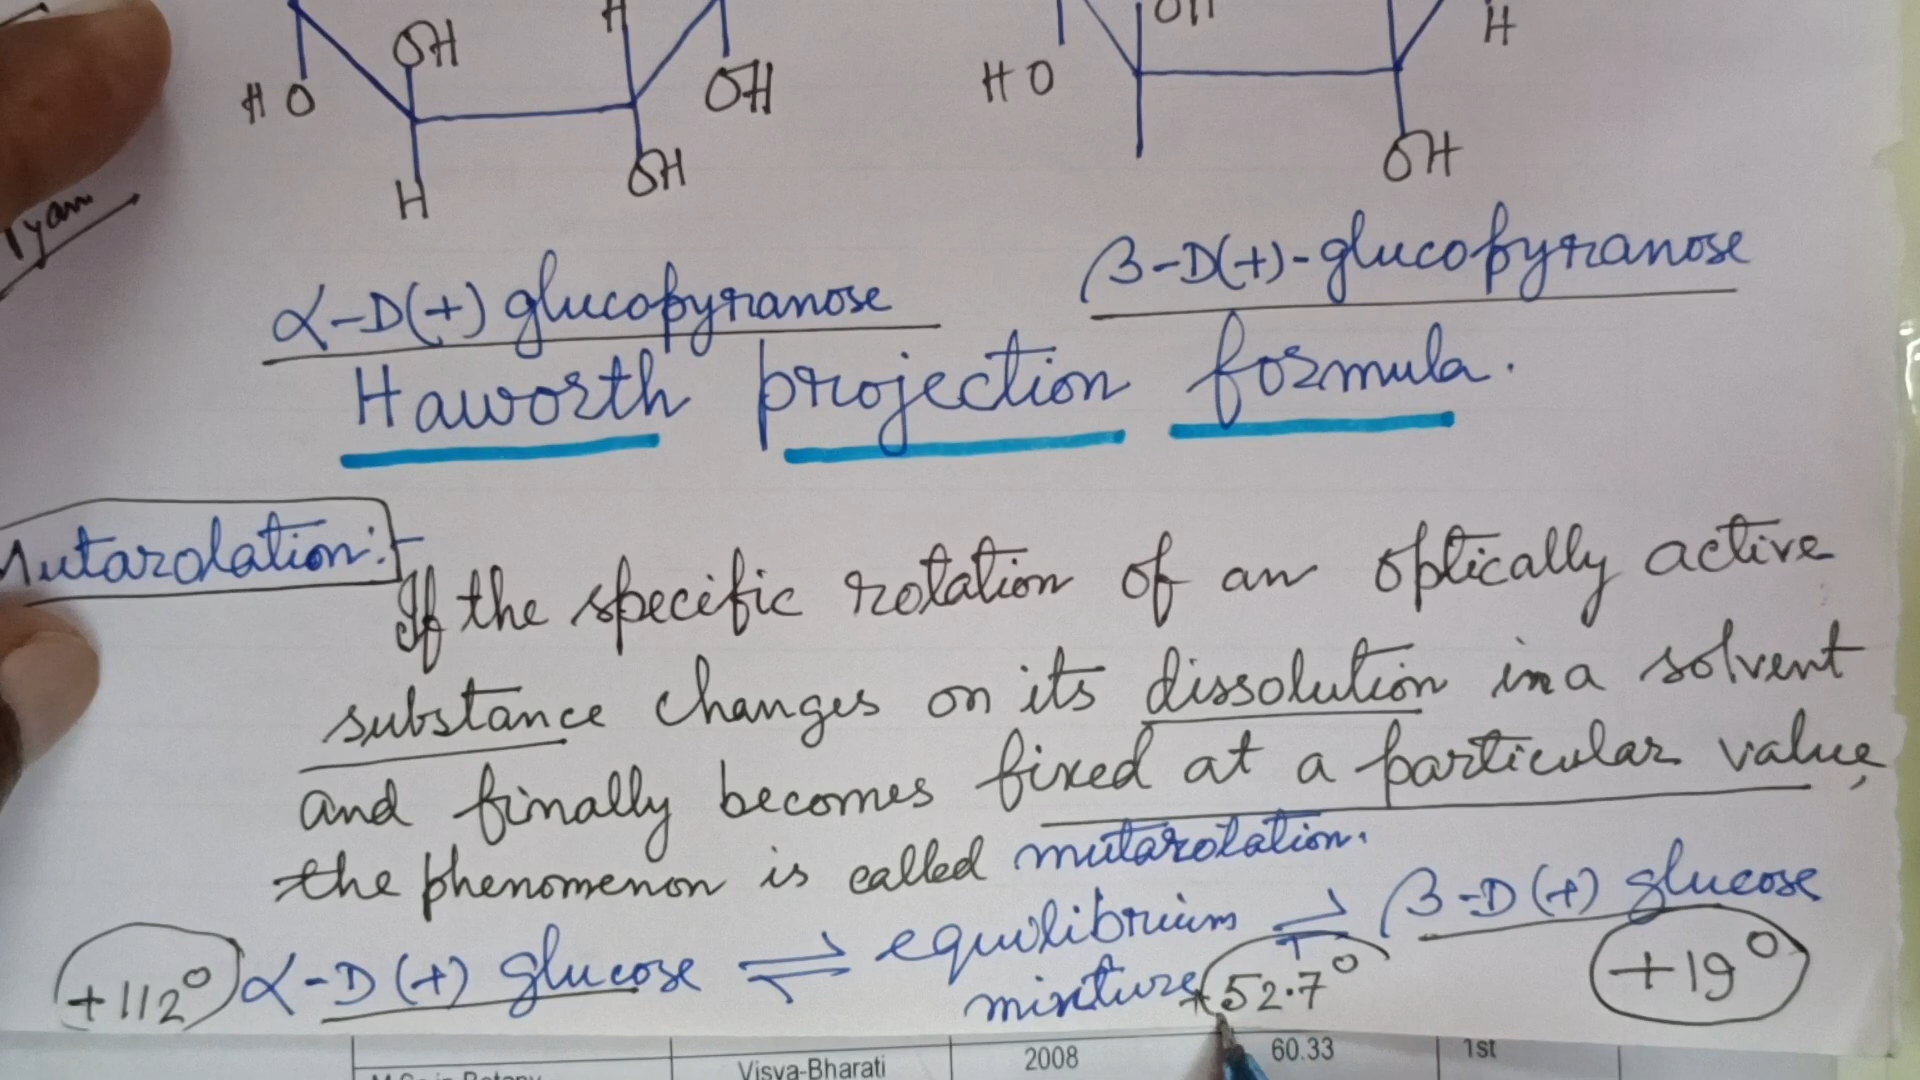 OH H OH H
HO OH HO
H OH OH
α-D(+) glucopyranose β-D(+)-glucopyranose
Haworth projection formula.
Mutarotation:-
If the specific rotation of an optically active
substance changes on its dissolution in a solvent
and finally becomes fixed at a particular value,
the phenomenon is called mutarotation.
+112° α-D(+) glucose ⇌ equilibrium ⇌ β-D(+) glucose
mixture +52.7° +19°
Visva-Bharati 2008 60.33 1st